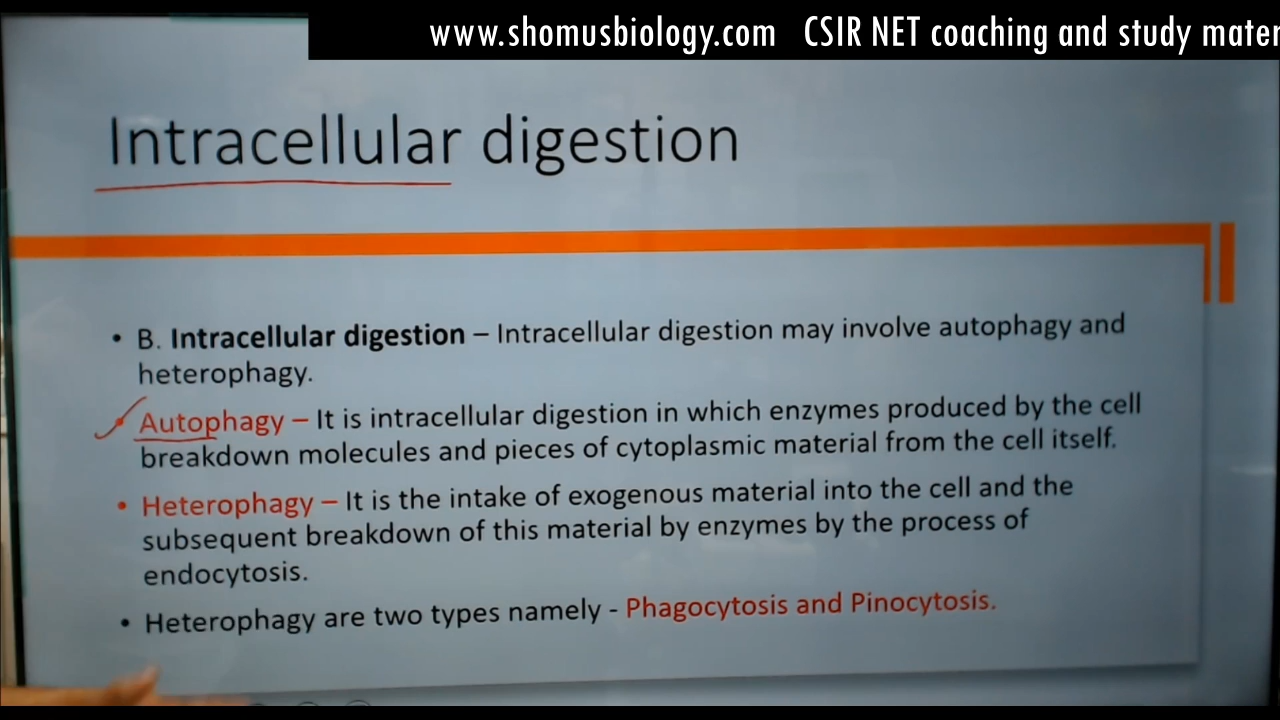 www.shomusbiology.com CSIR NET coaching and study mater
Intracellular digestion
• B. Intracellular digestion – Intracellular digestion may involve autophagy and
heterophagy.
Autophagy – It is intracellular digestion in which enzymes produced by the cell
breakdown molecules and pieces of cytoplasmic material from the cell itself.
• Heterophagy – It is the intake of exogenous material into the cell and the
subsequent breakdown of this material by enzymes by the process of
endocytosis.
• Heterophagy are two types namely - Phagocytosis and Pinocytosis.